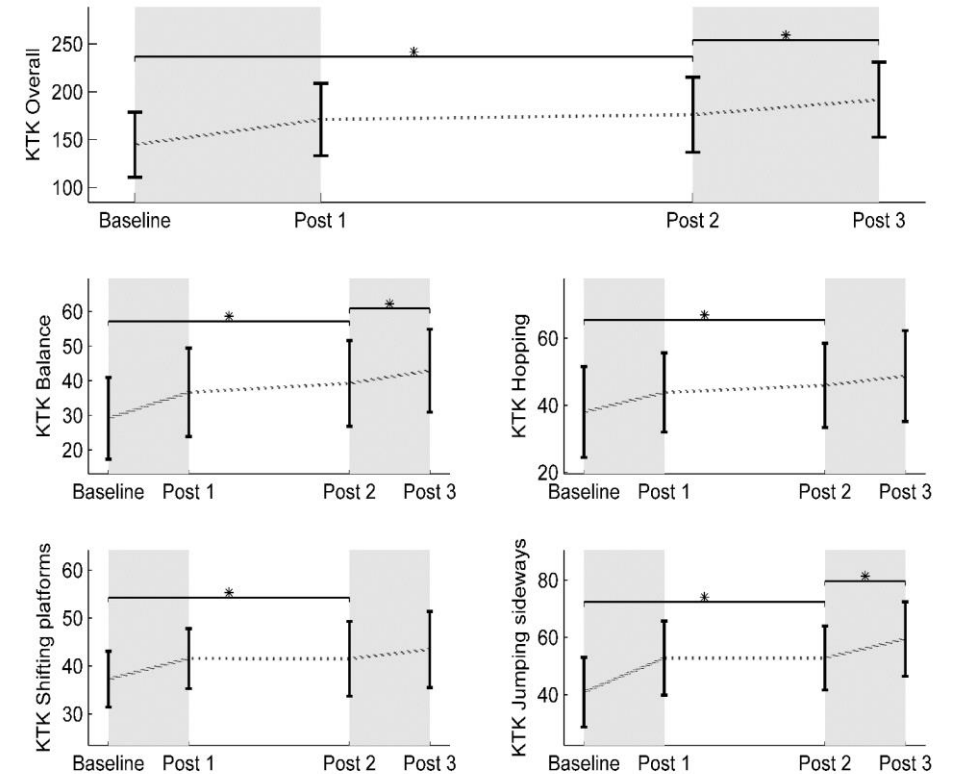 KTK Overall
250
200
150
100
*
*
Baseline Post 1 Post 2 Post 3
KTK Balance
60
50
40
30
20
*
*
Baseline Post 1 Post 2 Post 3
KTK Hopping
60
40
20
*
Baseline Post 1 Post 2 Post 3
KTK Shifting platforms
60
50
40
30
*
Baseline Post 1 Post 2 Post 3
KTK Jumping sideways
80
60
40
*
*
Baseline Post 1 Post 2 Post 3